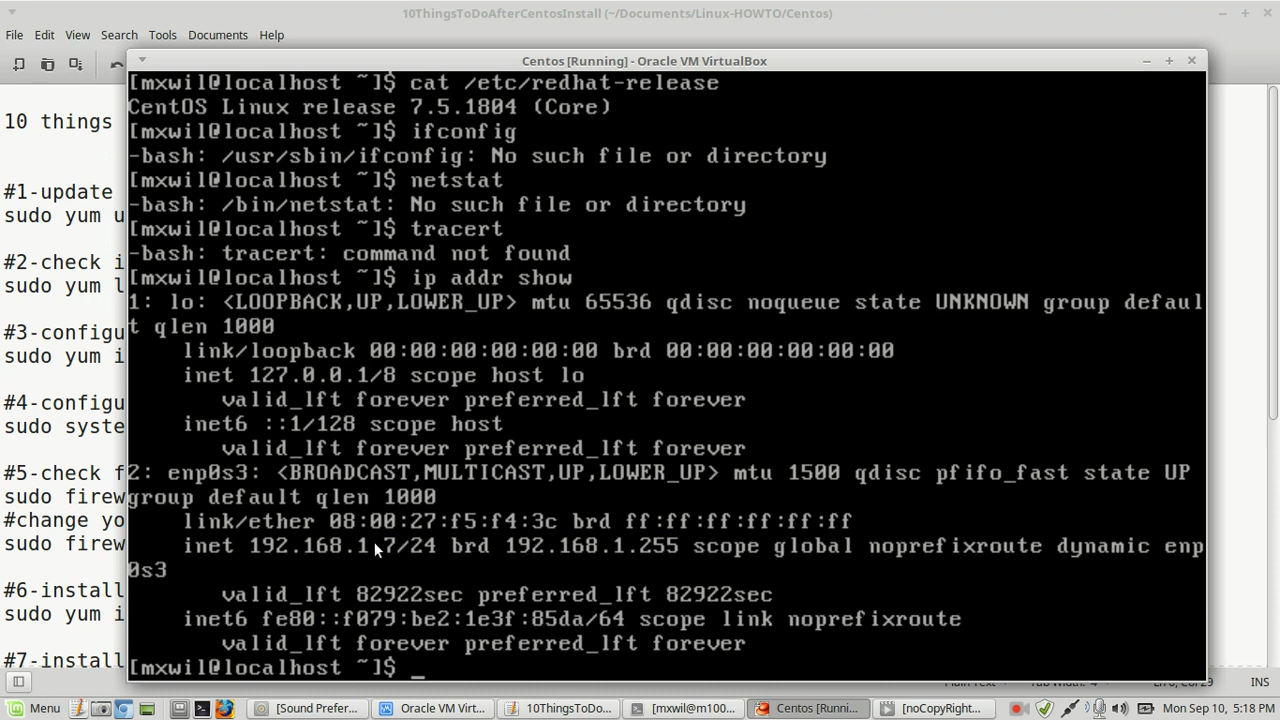 10ThingsToDoAfterCentosInstall (~/Documents/Linux-HOWTO/Centos)
File Edit View Search Tools Documents Help
Centos [Running] - Oracle VM VirtualBox
10 things
#1-update
sudo yum u
#2-check i
sudo yum l
#3-configu
sudo yum i
#4-configu
sudo syste
#5-check f
sudo firew
#change yo
sudo firew
#6-install
sudo yum i
#7-install
[mxwil@localhost ~]$ cat /etc/redhat-release
CentOS Linux release 7.5.1804 (Core)
[mxwil@localhost ~]$ ifconfig
-bash: /usr/sbin/ifconfig: No such file or directory
[mxwil@localhost ~]$ netstat
-bash: /bin/netstat: No such file or directory
[mxwil@localhost ~]$ tracert
-bash: tracert: command not found
[mxwil@localhost ~]$ ip addr show
1: lo: <LOOPBACK,UP,LOWER_UP> mtu 65536 qdisc noqueue state UNKNOWN group defaul
t qlen 1000
link/loopback 00:00:00:00:00:00 brd 00:00:00:00:00:00
inet 127.0.0.1/8 scope host lo
valid_lft forever preferred_lft forever
inet6 ::1/128 scope host
valid_lft forever preferred_lft forever
2: enp0s3: <BROADCAST,MULTICAST,UP,LOWER_UP> mtu 1500 qdisc pfifo_fast state UP
group default qlen 1000
link/ether 08:00:27:f5:f4:3c brd ff:ff:ff:ff:ff:ff
inet 192.168.1.7/24 brd 192.168.1.255 scope global noprefixroute dynamic enp
0s3
valid_lft 82922sec preferred_lft 82922sec
inet6 fe80::f079:be2:1e3f:85da/64 scope link noprefixroute
valid_lft forever preferred_lft forever
[mxwil@localhost ~]$ _
INS
Menu [Sound Prefer... Oracle VM Virt... 10ThingsToDo... [mxwil@m100... Centos [Runni... [noCopyRight... Mon Sep 10, 5:18 PM